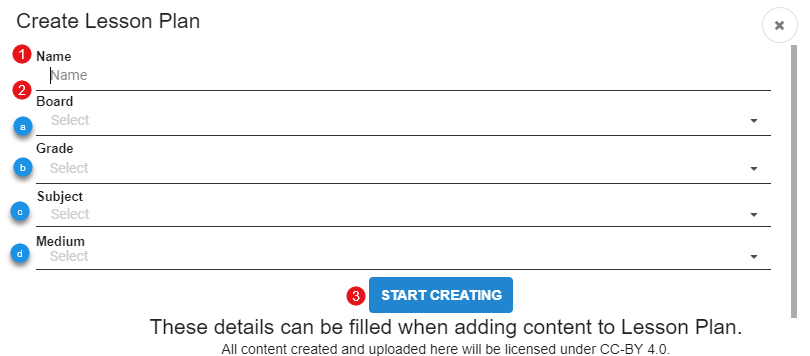 Create Lesson Plan
×
1 Name
Name
2
Board
a Select
Grade
b Select
Subject
c Select
Medium
d Select
3 START CREATING
These details can be filled when adding content to Lesson Plan.
All content created and uploaded here will be licensed under CC-BY 4.0.